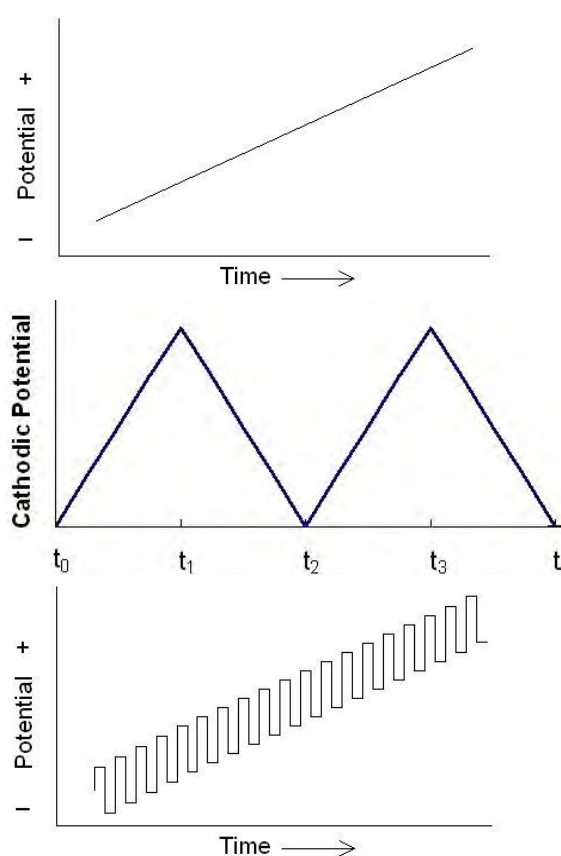 − Potential +
Time
Cathodic Potential
t₀ t₁ t₂ t₃ t
− Potential +
Time